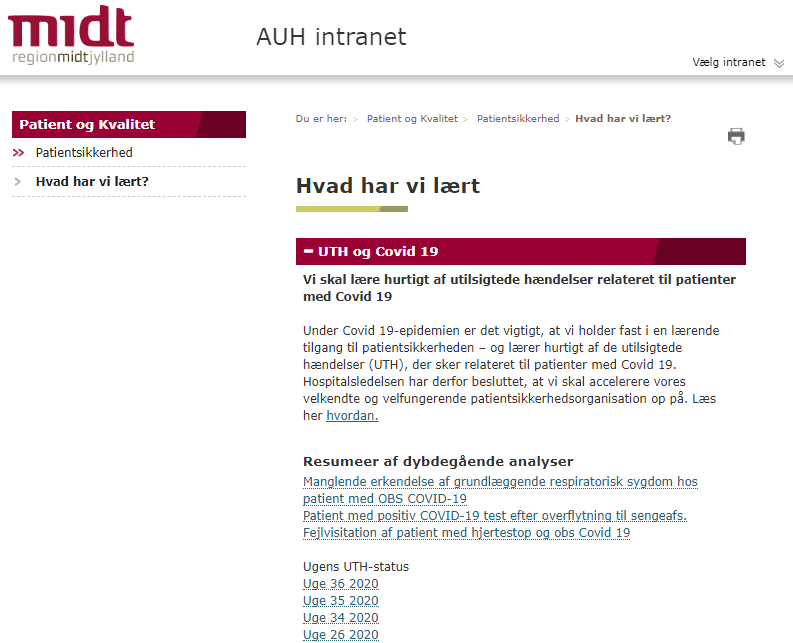 midt
regionmidtjylland
AUH intranet
Vælg intranet
Patient og Kvalitet
Patientsikkerhed
Hvad har vi lært?
Du er her: > Patient og Kvalitet > Patientsikkerhed > Hvad har vi lært?
Hvad har vi lært
UTH og Covid 19
Vi skal lære hurtigt af utilsigtede hændelser relateret til patienter
med Covid 19
Under Covid 19-epidemien er det vigtigt, at vi holder fast i en lærende
tilgang til patientsikkerheden – og lærer hurtigt af de utilsigtede
hændelser (UTH), der sker relateret til patienter med Covid 19.
Hospitalsledelsen har derfor besluttet, at vi skal accelerere vores
velkendte og velfungerende patientsikkerhedsorganisation op på. Læs
her hvordan.
Resumeer af dybdegående analyser
Manglende erkendelse af grundlæggende respiratorisk sygdom hos
patient med OBS COVID-19
Patient med positiv COVID-19 test efter overflytning til sengeafs.
Fejlvisitation af patient med hjertestop og obs Covid 19
Ugens UTH-status
Uge 36 2020
Uge 35 2020
Uge 34 2020
Uge 26 2020